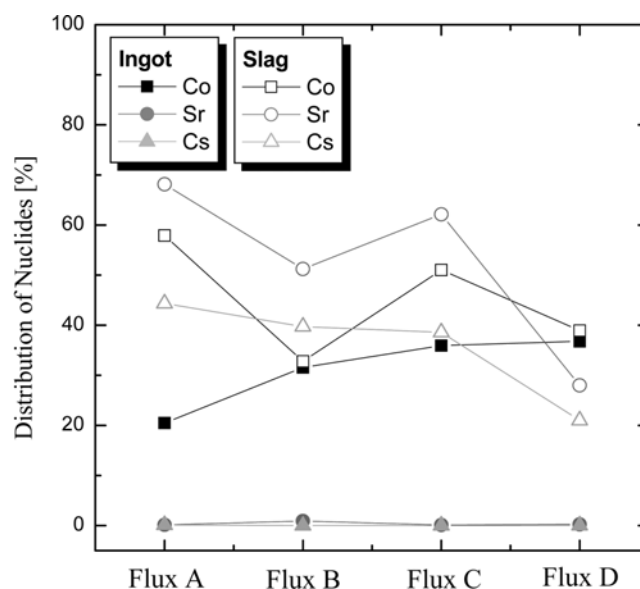 100
80
60
40
20
0
Distribution of Nuclides [%]
Ingot
Co
Sr
Cs
Slag
Co
Sr
Cs
Flux A Flux B Flux C Flux D